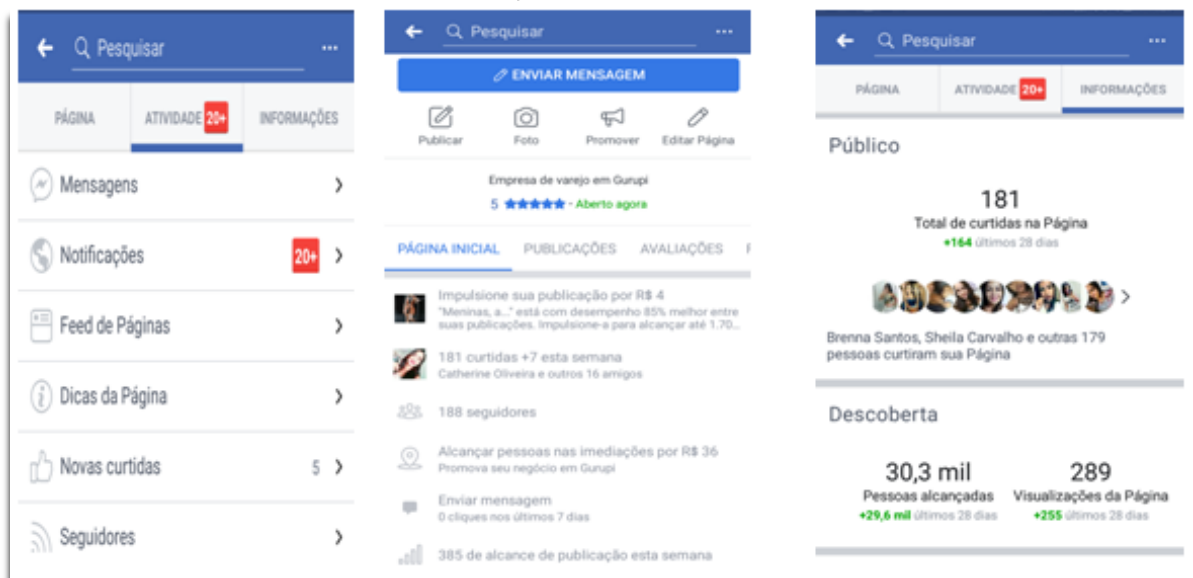 Pesquisar
PÁGINA
ATIVIDADE 20+
INFORMAÇÕES
Mensagens
Notificações
20+
Feed de Páginas
Dicas da Página
Novas curtidas
5
Seguidores
Pesquisar
ENVIAR MENSAGEM
Publicar
Foto
Promover
Editar Página
Empresa de varejo em Gurupi
5 ★★★★★ - Aberto agora
PÁGINA INICIAL
PUBLICAÇÕES
AVALIAÇÕES
Impulsione sua publicação por R$ 4
"Meninas, a..." está com desempenho 85% melhor entre
suas publicações. Impulsione-a para alcançar até 1.70...
181 curtidas +7 esta semana
Catherine Oliveira e outros 16 amigos
188 seguidores
Alcançar pessoas nas imediações por R$ 36
Promova seu negócio em Gurupi
Enviar mensagem
0 cliques nos últimos 7 dias
385 de alcance de publicação esta semana
Pesquisar
PÁGINA
ATIVIDADE 20+
INFORMAÇÕES
Público
181
Total de curtidas na Página
+164 últimos 28 dias
Brenna Santos, Sheila Carvalho e outras 179
pessoas curtiram sua Página
Descoberta
30,3 mil
Pessoas alcançadas
+29,6 mil últimos 28 dias
289
Visualizações da Página
+255 últimos 28 dias